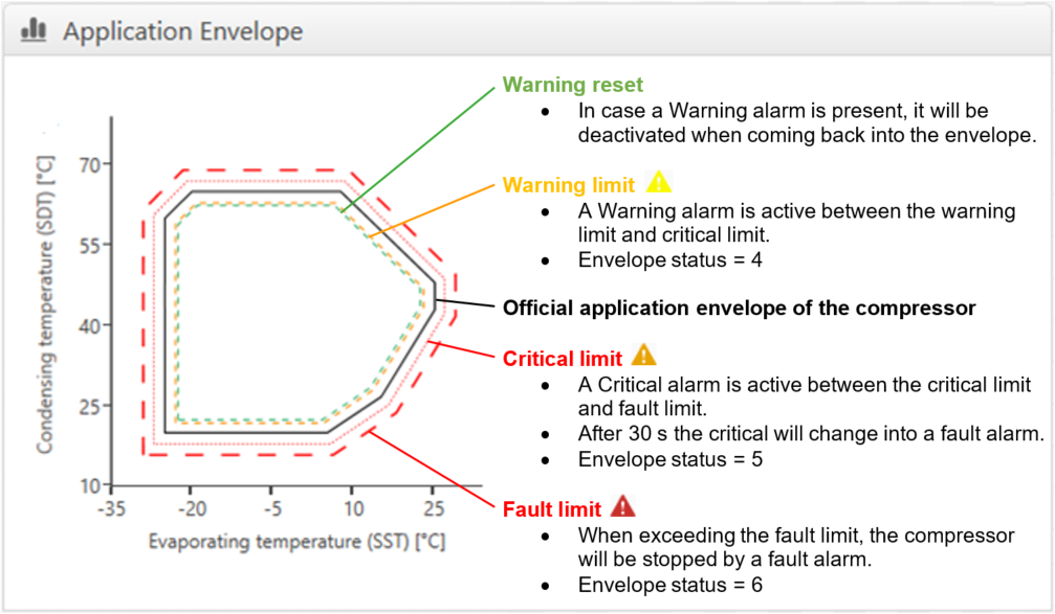 Application Envelope
Warning reset
• In case a Warning alarm is present, it will be
deactivated when coming back into the envelope.
Warning limit
• A Warning alarm is active between the warning
limit and critical limit.
• Envelope status = 4
Official application envelope of the compressor
Critical limit
• A Critical alarm is active between the critical limit
and fault limit.
• After 30 s the critical will change into a fault alarm.
• Envelope status = 5
Fault limit
• When exceeding the fault limit, the compressor
will be stopped by a fault alarm.
• Envelope status = 6
Condensing temperature (SDT) [°C]
70
55
40
25
10
-35 -20 -5 10 25
Evaporating temperature (SST) [°C]